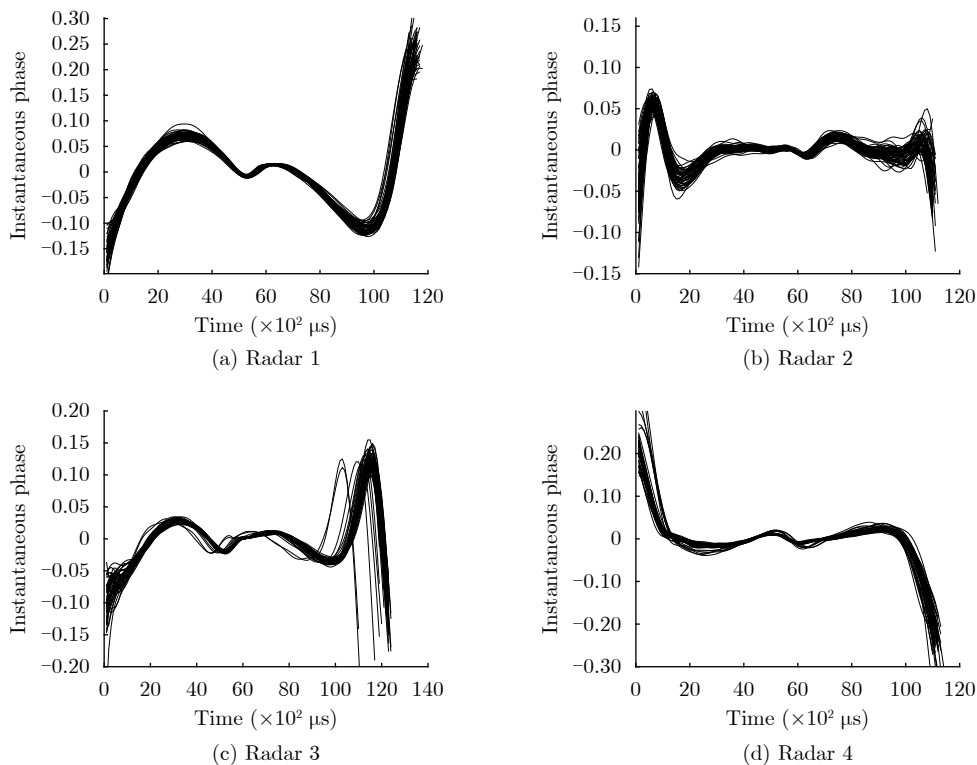 0.30
0.25
0.20
0.15
0.10
0.05
0
−0.05
−0.10
−0.15
Instantaneous phase
0 20 40 60 80 100 120
Time (×10² μs)
(a) Radar 1
0.15
0.10
0.05
0
−0.05
−0.10
−0.15
Instantaneous phase
0 20 40 60 80 100 120
Time (×10² μs)
(b) Radar 2
0.20
0.15
0.10
0.05
0
−0.05
−0.10
−0.15
−0.20
Instantaneous phase
0 20 40 60 80 100 120 140
Time (×10² μs)
(c) Radar 3
0.20
0.10
0
−0.10
−0.20
−0.30
Instantaneous phase
0 20 40 60 80 100 120
Time (×10² μs)
(d) Radar 4